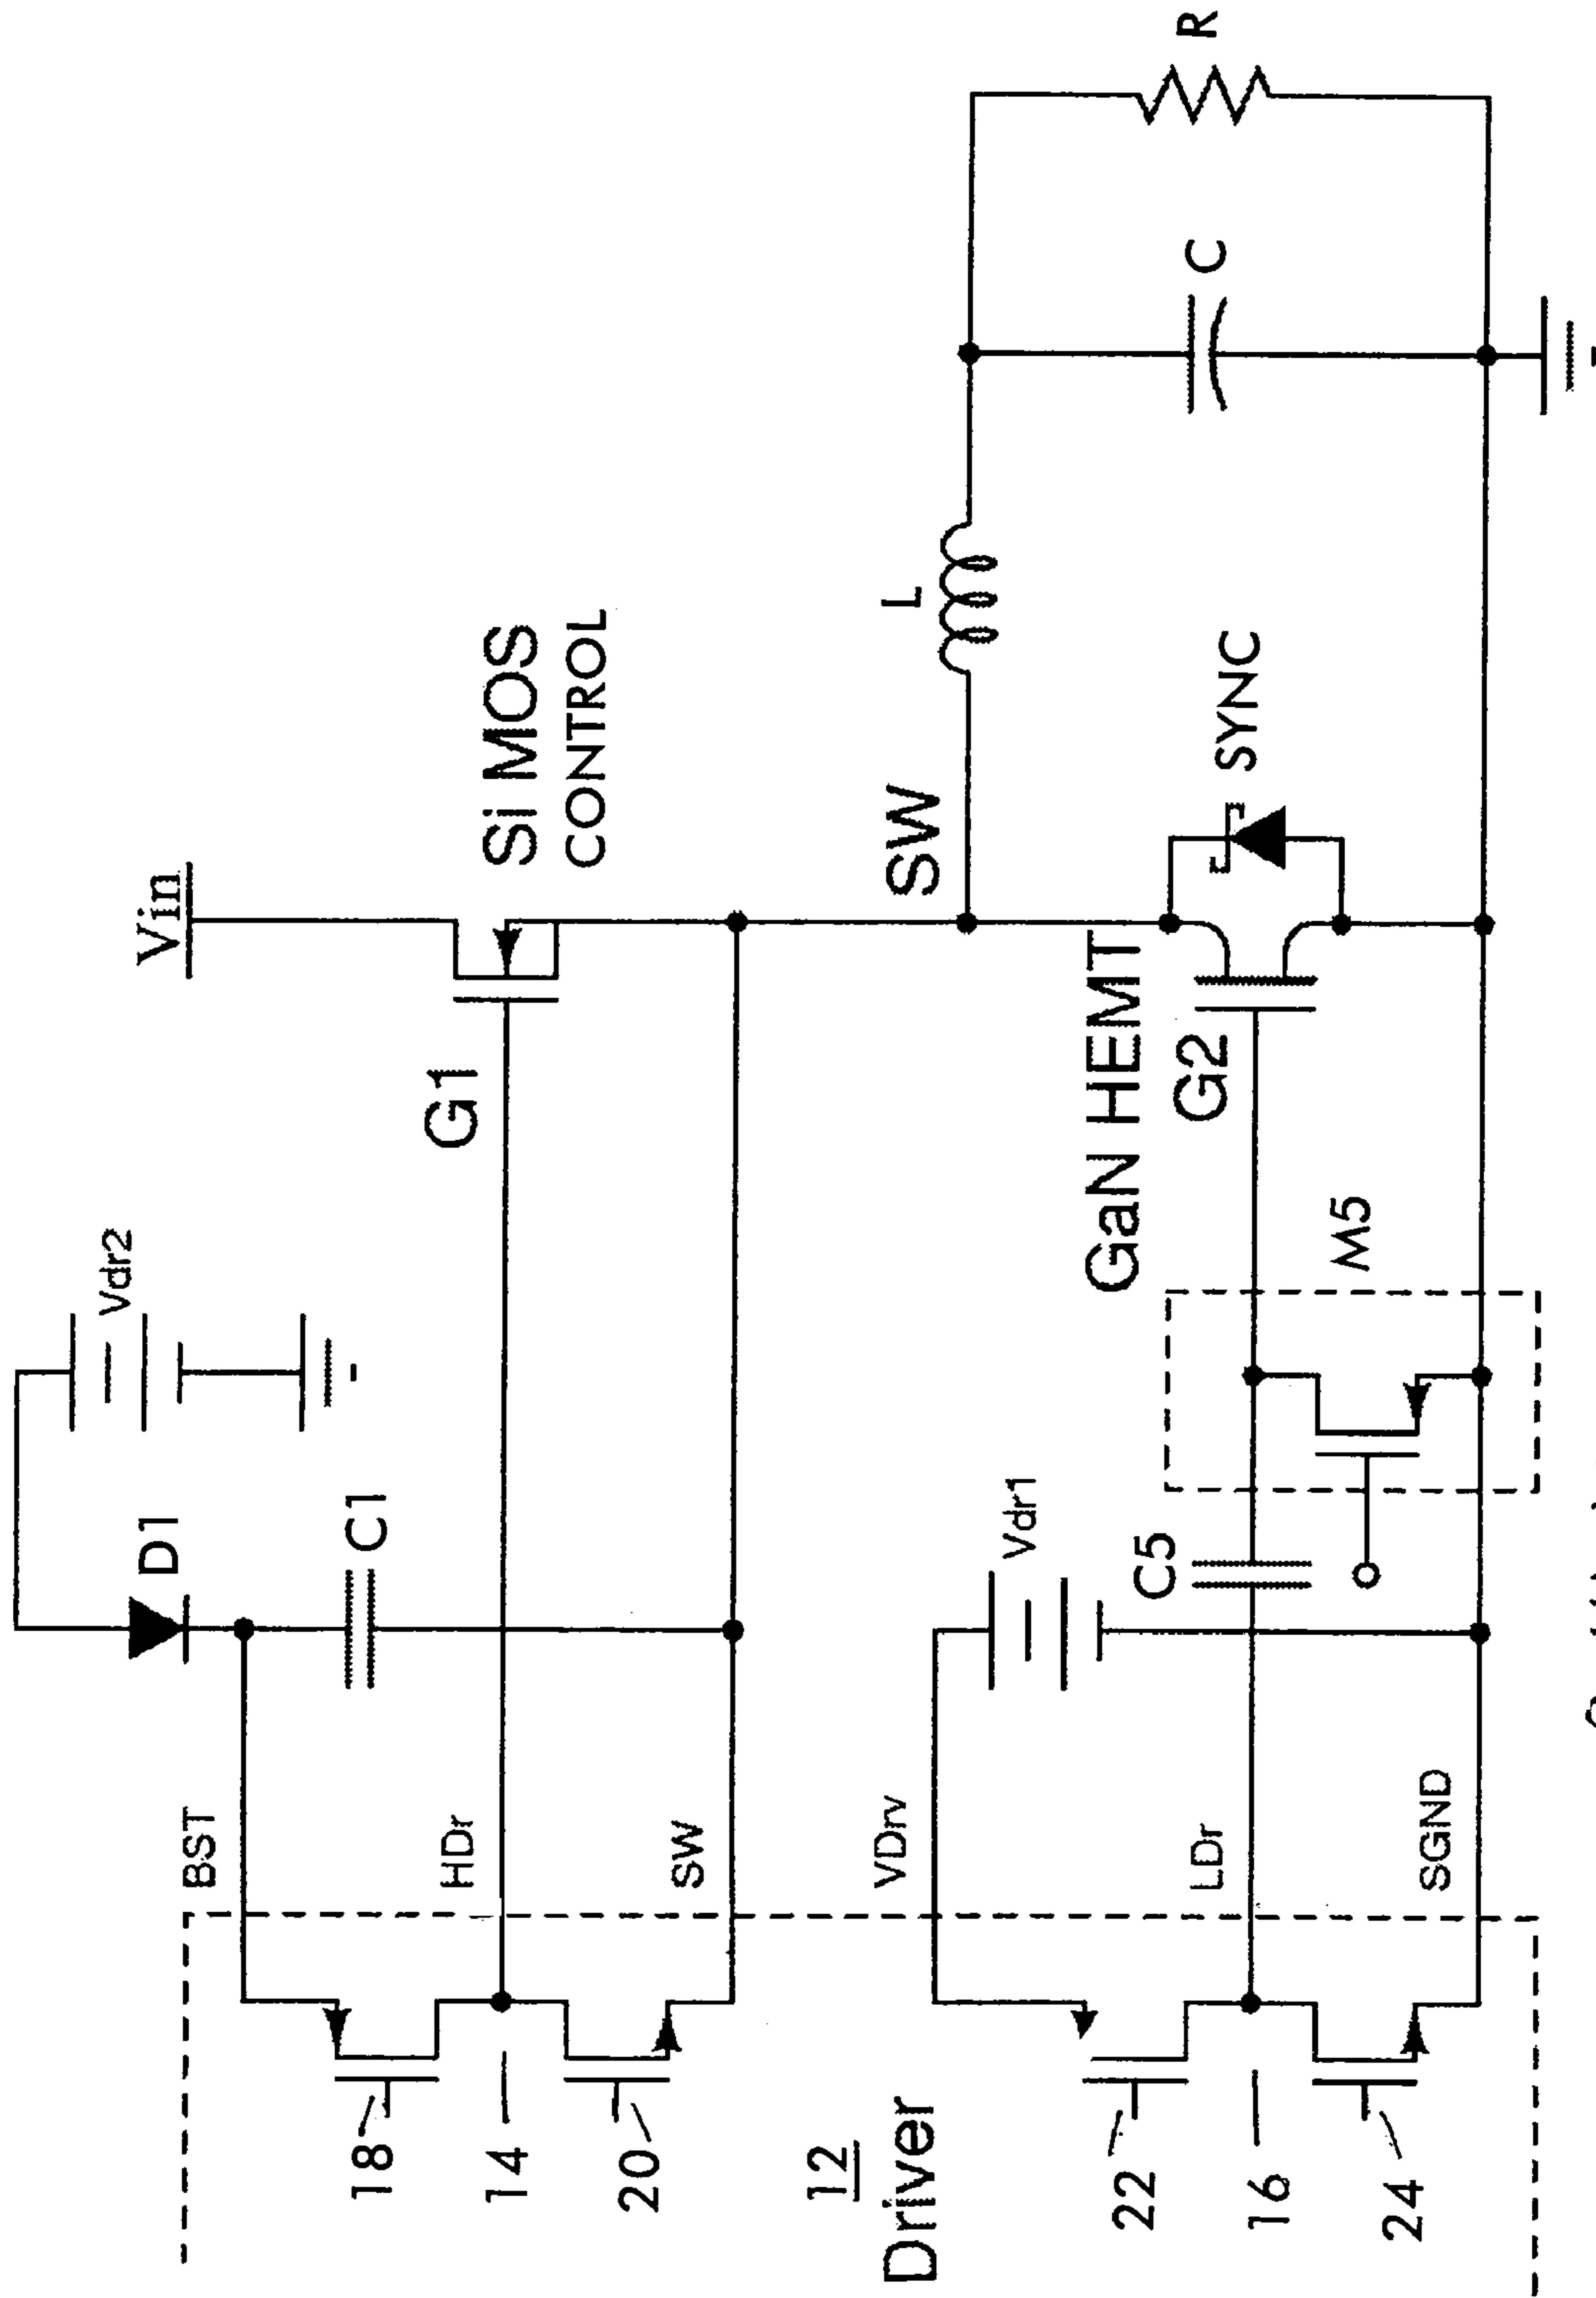 Vin
Si MOS
CONTROL
G1
Vdr2
D1
C1
BST
HDr
SW
18
14
20
12
Driver
SW
L
C
R
SYNC
GaN HEMT
G2
M5
Vdr1
C5
VDrv
LDr
SGND
22
16
24